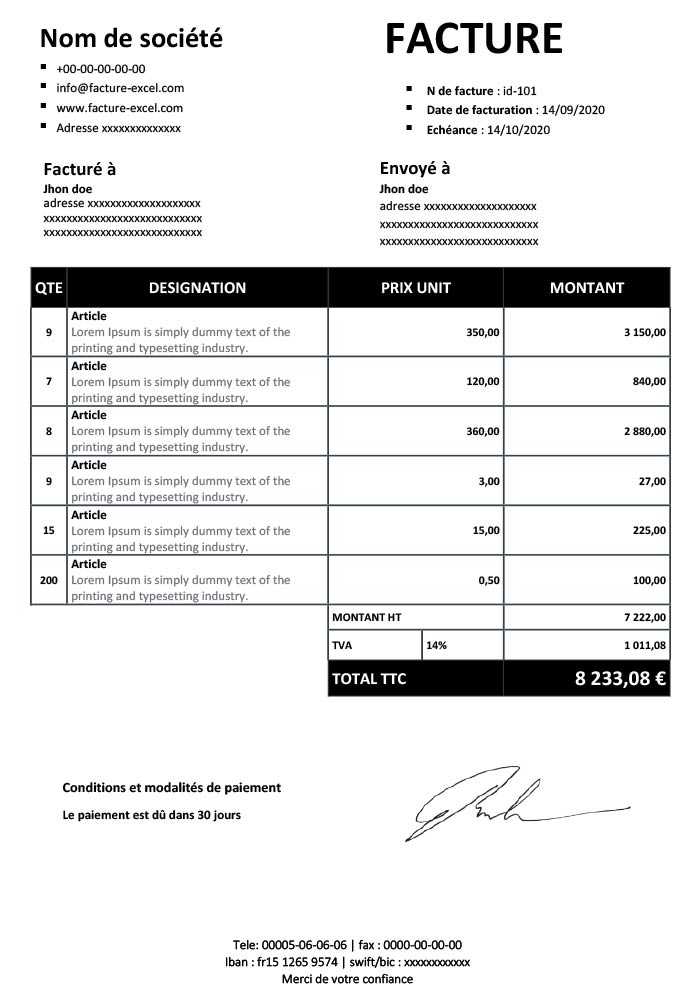 Nom de société
+00-00-00-00-00
info@facture-excel.com
www.facture-excel.com
Adresse xxxxxxxxxxxxxx
FACTURE
N de facture : id-101
Date de facturation : 14/09/2020
Echéance : 14/10/2020
Facturé à
Jhon doe
adresse xxxxxxxxxxxxxxxxxxxx
xxxxxxxxxxxxxxxxxxxxxxxxxxxx
xxxxxxxxxxxxxxxxxxxxxxxxxxxx
Envoyé à
Jhon doe
adresse xxxxxxxxxxxxxxxxxxxx
xxxxxxxxxxxxxxxxxxxxxxxxxxxx
xxxxxxxxxxxxxxxxxxxxxxxxxxxx
QTE DESIGNATION PRIX UNIT MONTANT
Article
9 Lorem Ipsum is simply dummy text of the 350,00 3 150,00
printing and typesetting industry.
Article
7 Lorem Ipsum is simply dummy text of the 120,00 840,00
printing and typesetting industry.
Article
8 Lorem Ipsum is simply dummy text of the 360,00 2 880,00
printing and typesetting industry.
Article
9 Lorem Ipsum is simply dummy text of the 3,00 27,00
printing and typesetting industry.
Article
15 Lorem Ipsum is simply dummy text of the 15,00 225,00
printing and typesetting industry.
Article
200 Lorem Ipsum is simply dummy text of the 0,50 100,00
printing and typesetting industry.
MONTANT HT 7 222,00
TVA 14% 1 011,08
TOTAL TTC 8 233,08 €
Conditions et modalités de paiement
Le paiement est dû dans 30 jours
Tele: 00005-06-06-06 | fax : 0000-00-00-00
Iban : fr15 1265 9574 | swift/bic : xxxxxxxxxxxx
Merci de votre confiance